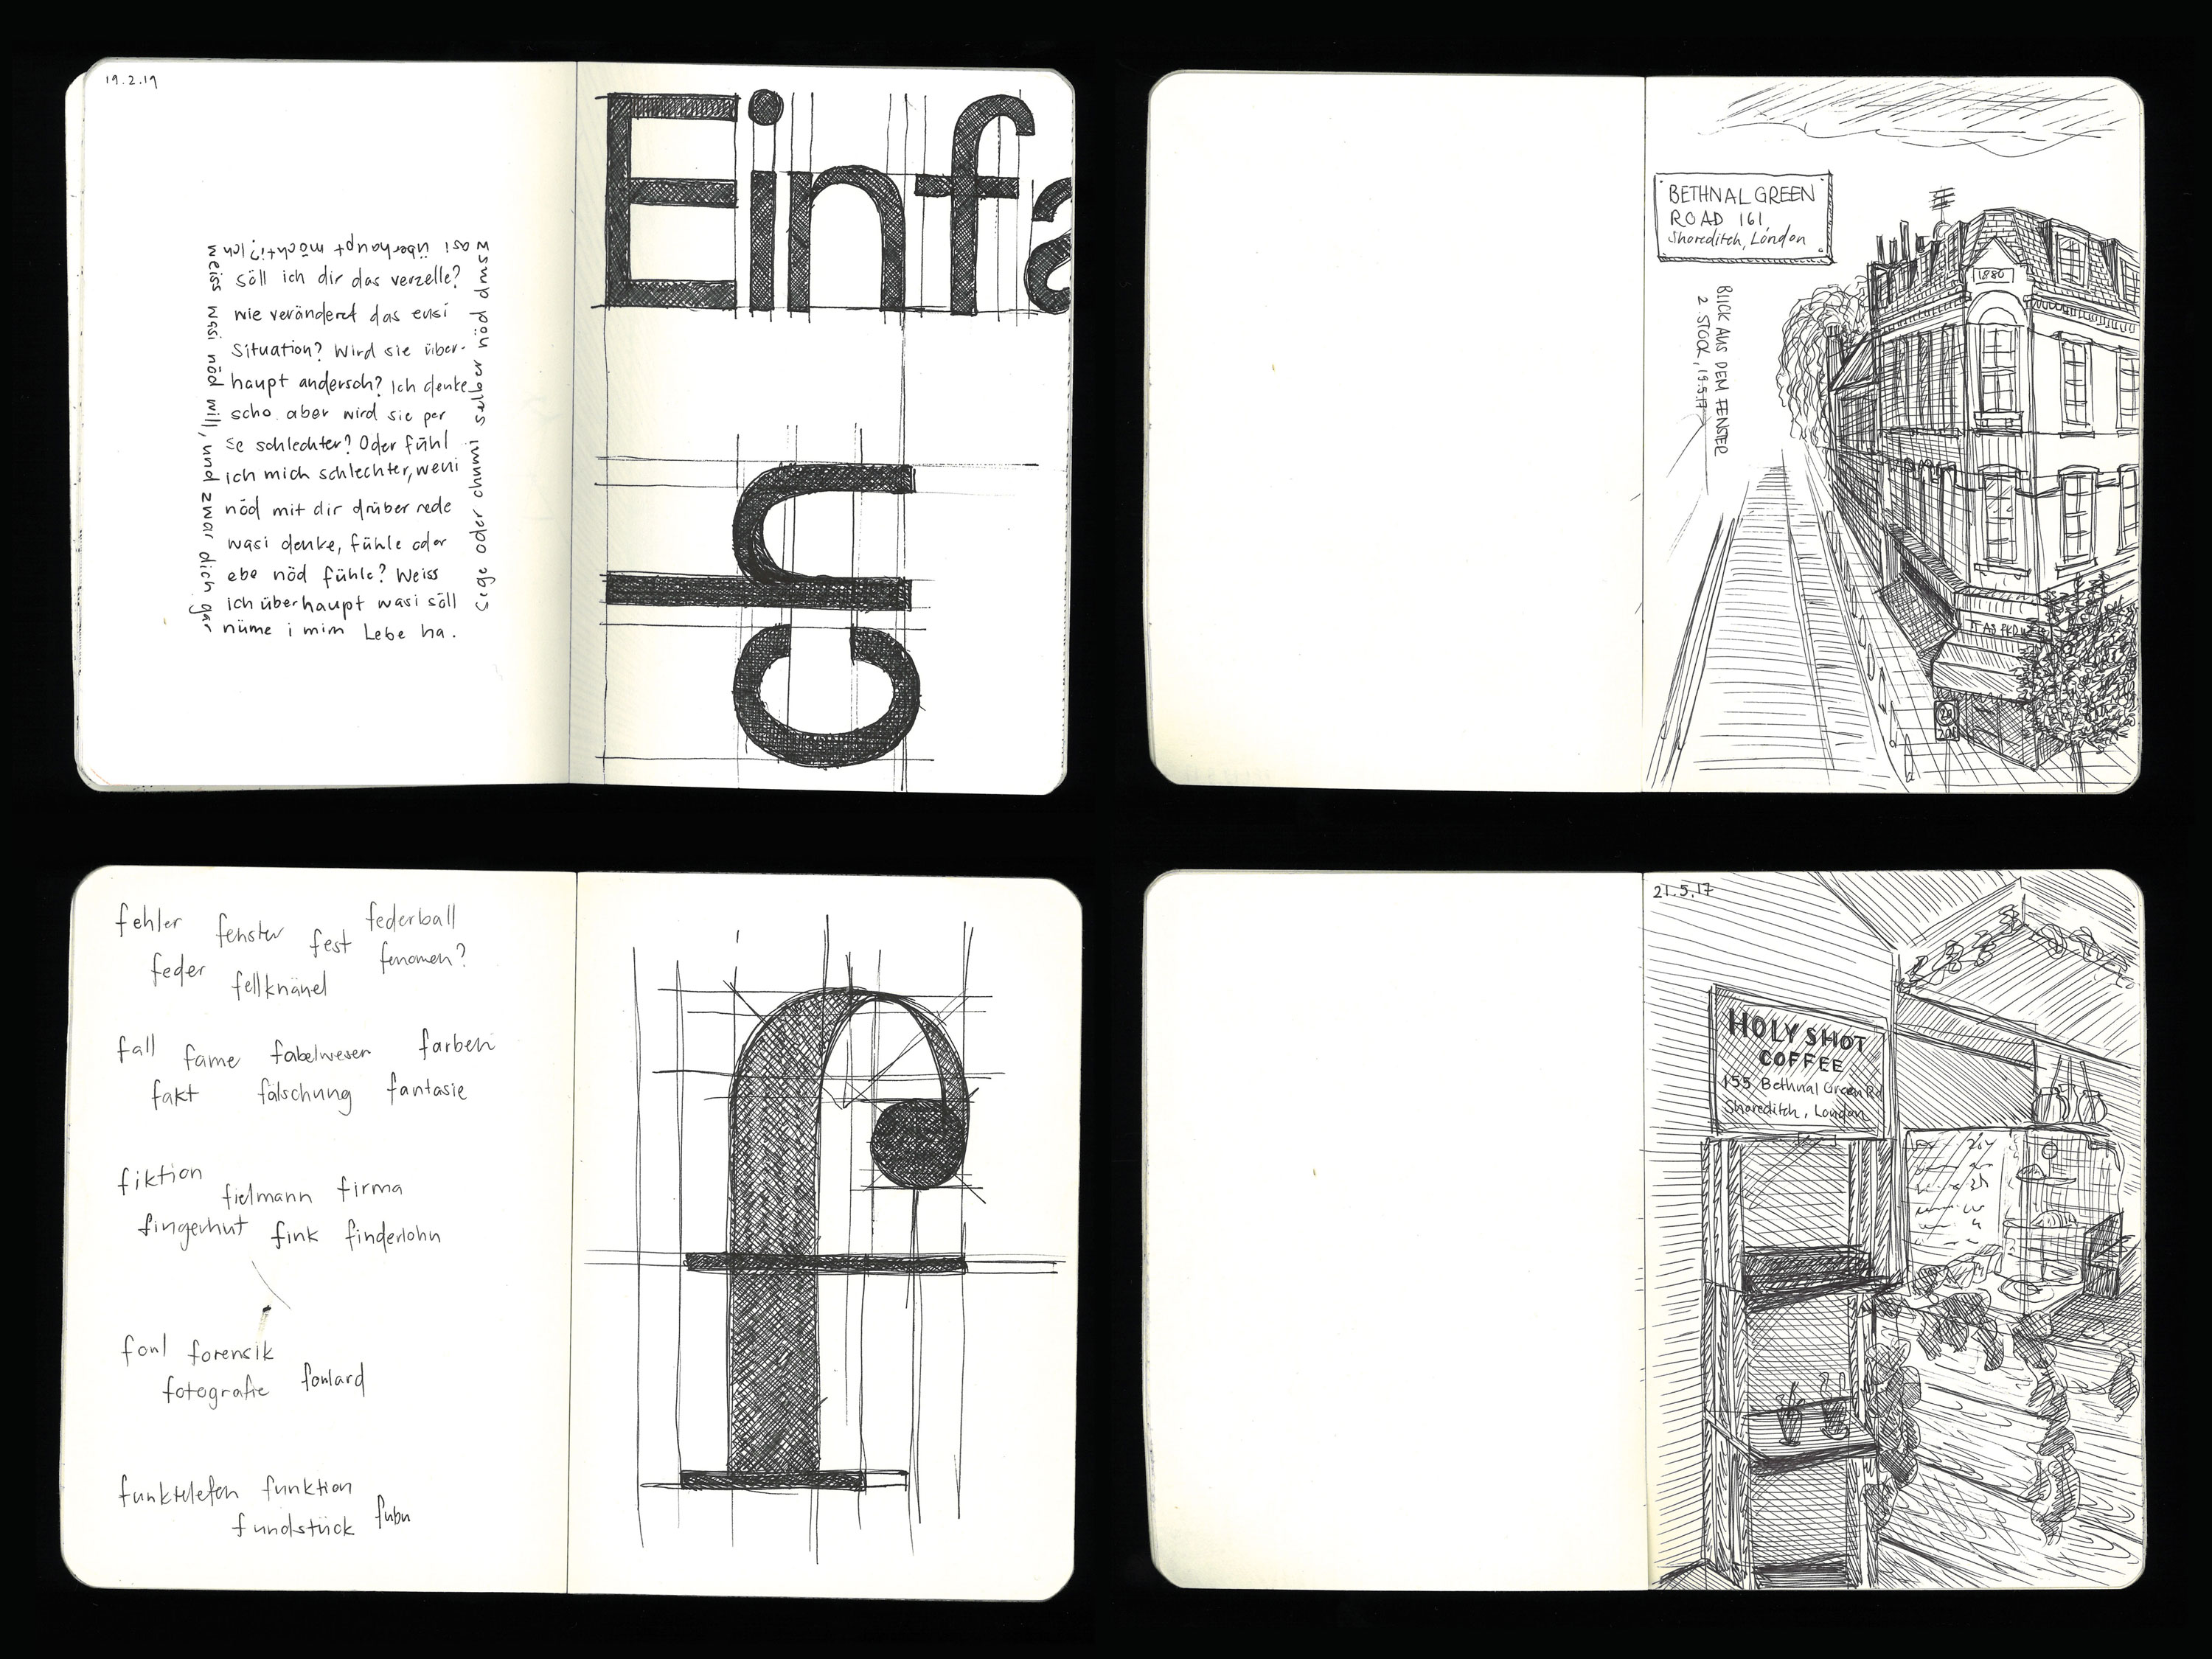 19.2.19
söll ich dir das verzelle?
wie veränderet das eusi
Situation? Wird sie über-
haupt andersch? Ich denke
scho. aber wird sie per
se schlechter? Oder fühl
ich mich schlechter, weni
nöd mit dir drüber rede
wasi denke, fühle oder
ebe nöd fühle? Weiss
ich überhaupt wasi söll
nüme i mim Lebe ha.
Sege oder chumi selber nöd drus
wasi überhaupt möchti? Ich
weiss wasi nöd will, und zwar dich gar
Einfa
ch
BETHNAL GREEN
ROAD 161
Shoreditch, London
BLICK AUS DEM FENSTER
2. STOCK, 19.5.17
1880
fehler fenster fest federball
feder fellknäuel fenomen?
fall fame fabelwesen farben
fakt fälschung fantasie
fiktion fielmann firma
fingerhut fink finderlohn
forensik
fotografie foulard
funktelefon funktion
fundstück fubu
f
21.5.17
HOLY SHOT
COFFEE
155 Bethnal Green Rd
Shoreditch, London